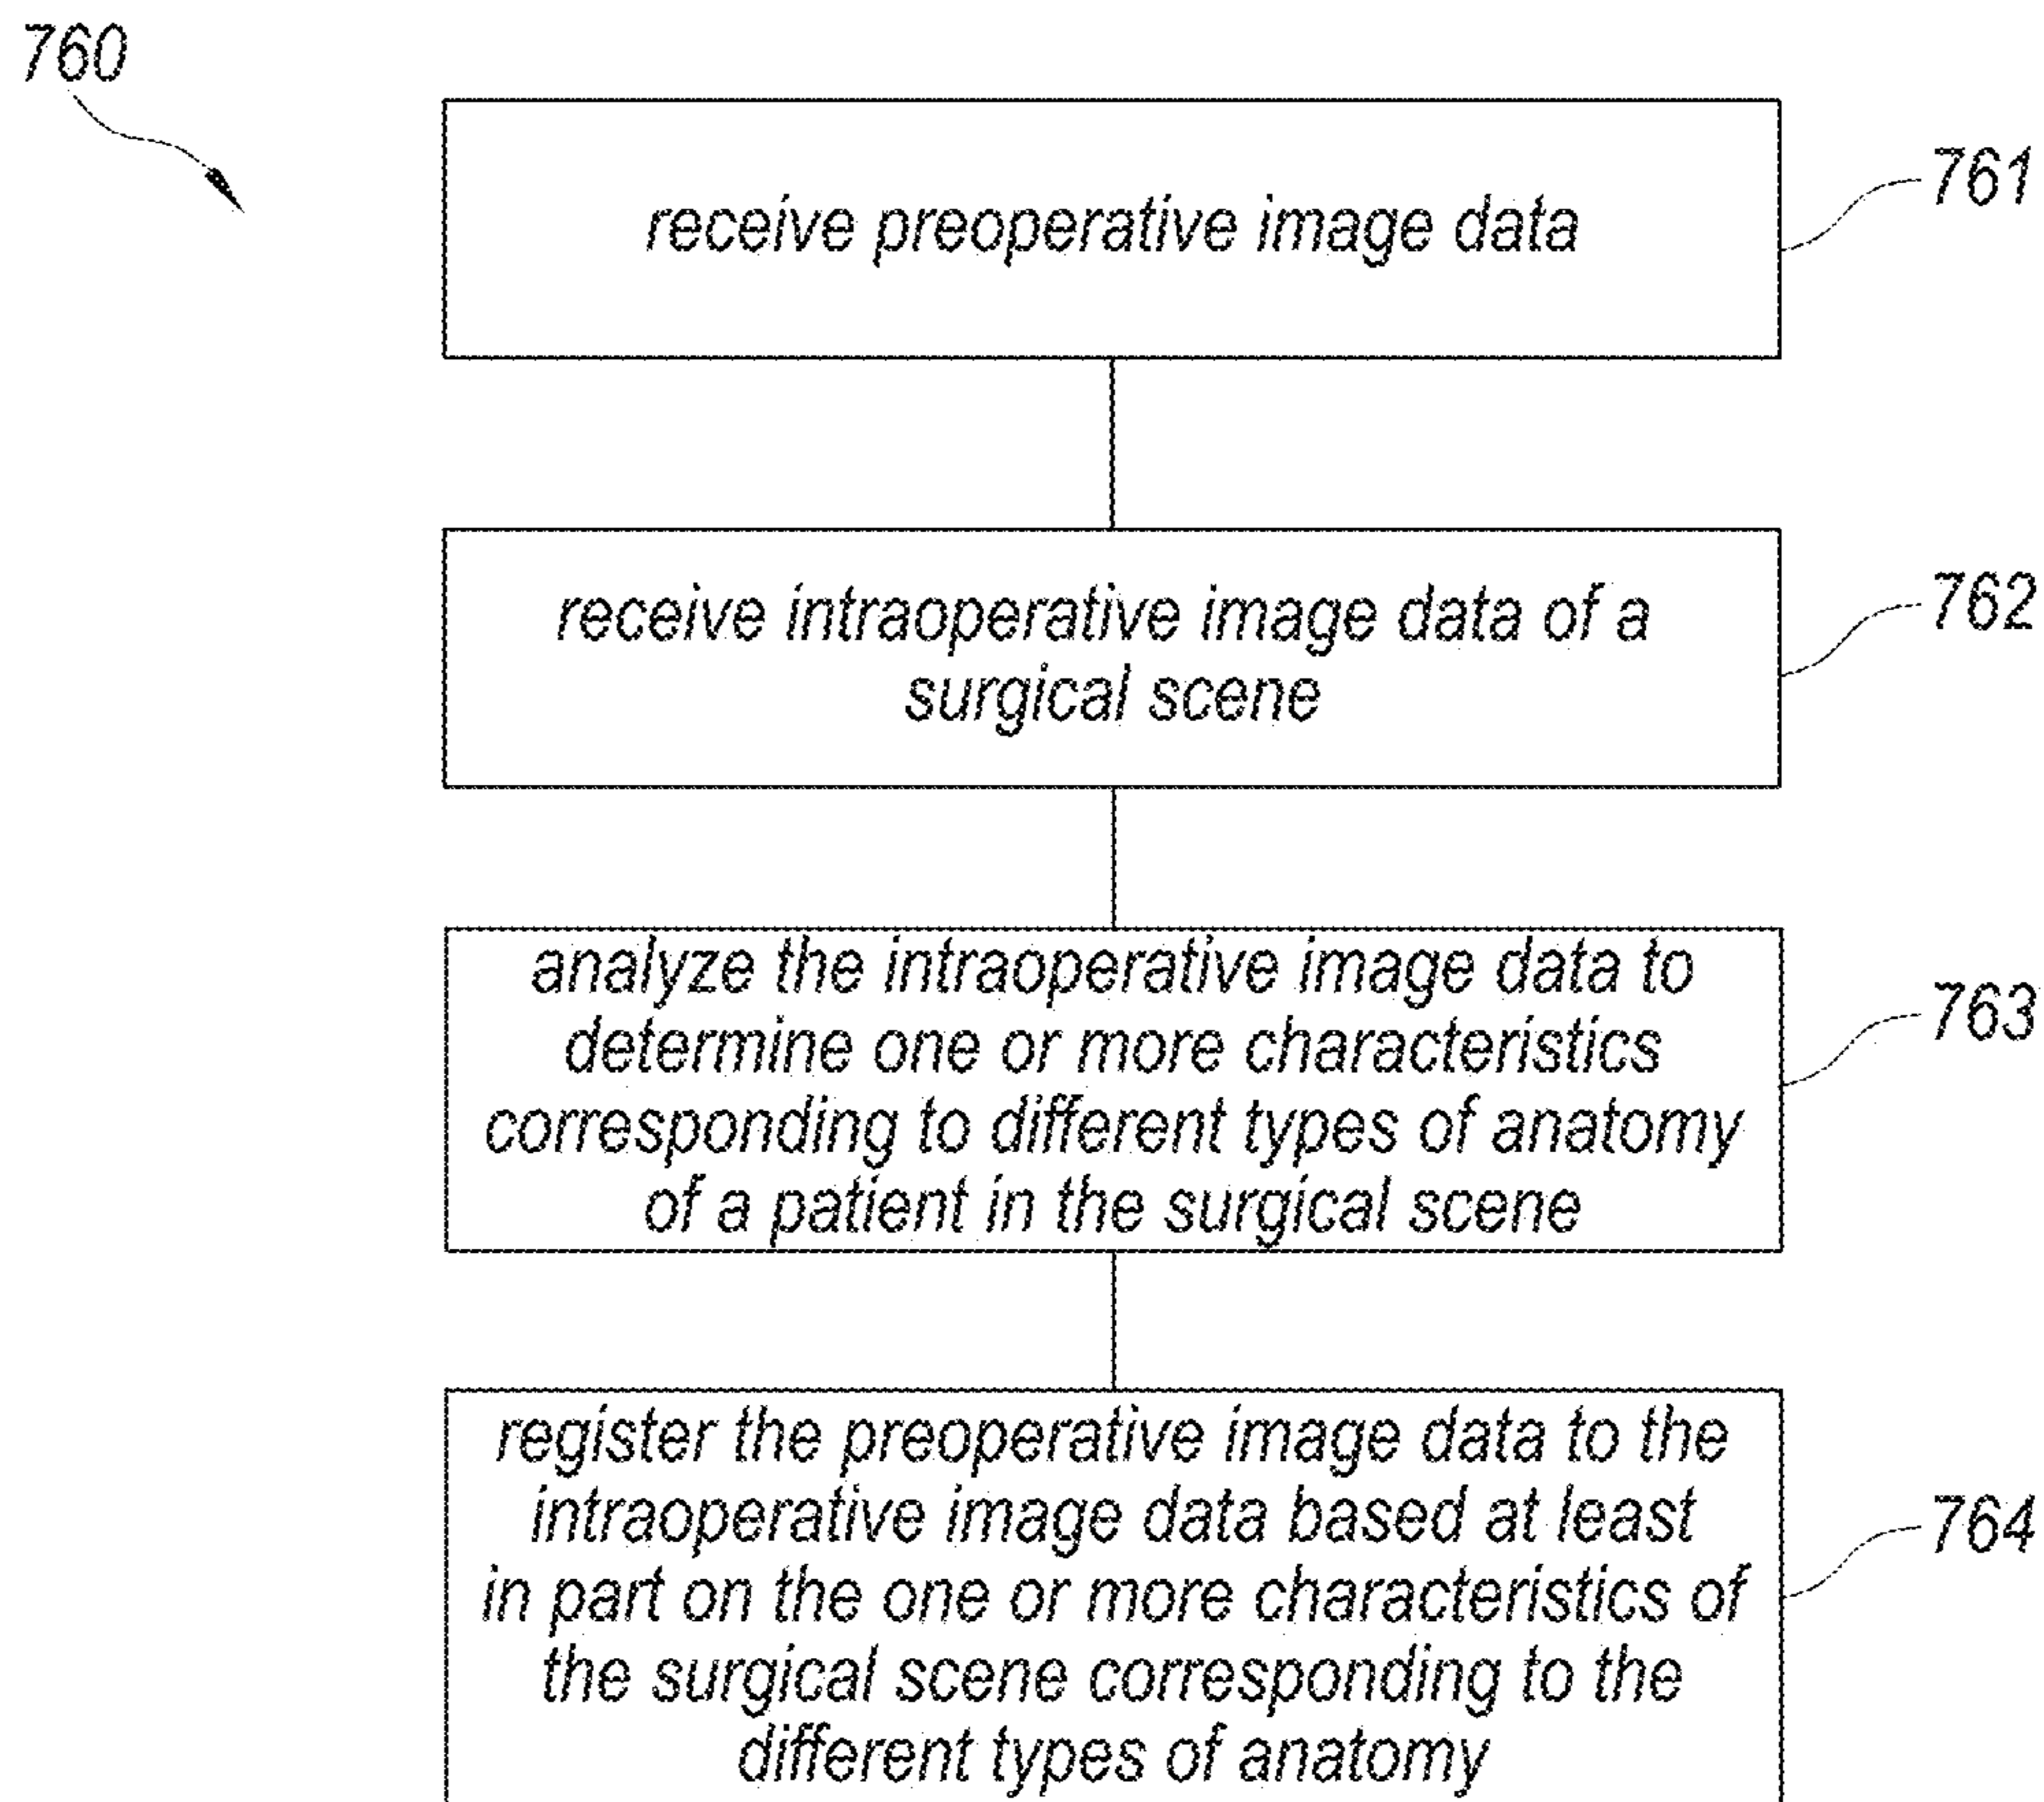 760
receive preoperative image data
761
receive intraoperative image data of a
surgical scene
762
analyze the intraoperative image data to
determine one or more characteristics
corresponding to different types of anatomy
of a patient in the surgical scene
763
register the preoperative image data to the
intraoperative image data based at least
in part on the one or more characteristics of
the surgical scene corresponding to the
different types of anatomy
764